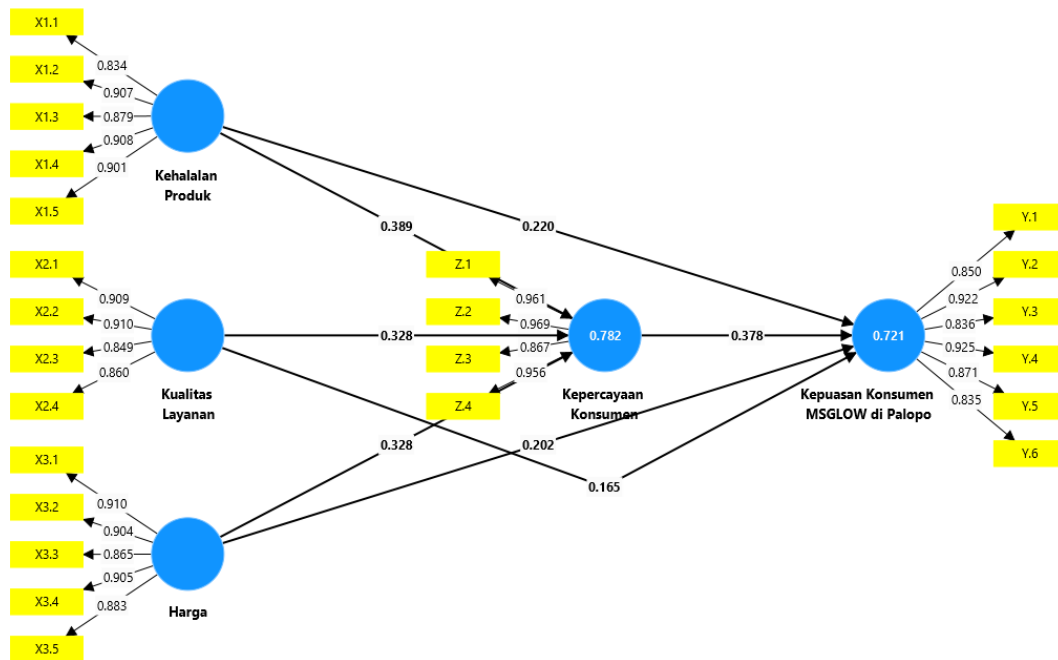 X1.1
0.834
X1.2
0.907
X1.3
0.879
X1.4
0.908
X1.5
0.901
Kehalalan
Produk
0.389
0.220
X2.1
0.909
X2.2
0.910
X2.3
0.849
X2.4
0.860
Kualitas
Layanan
0.328
0.165
X3.1
0.910
X3.2
0.904
X3.3
0.865
X3.4
0.905
X3.5
0.883
Harga
0.328
0.202
Z.1
0.961
Z.2
0.969
Z.3
0.867
Z.4
0.956
0.782
Kepercayaan
Konsumen
0.378
0.721
Kepuasan Konsumen
MSGLOW di Palopo
Y.1
0.850
Y.2
0.922
Y.3
0.836
Y.4
0.925
Y.5
0.871
Y.6
0.835